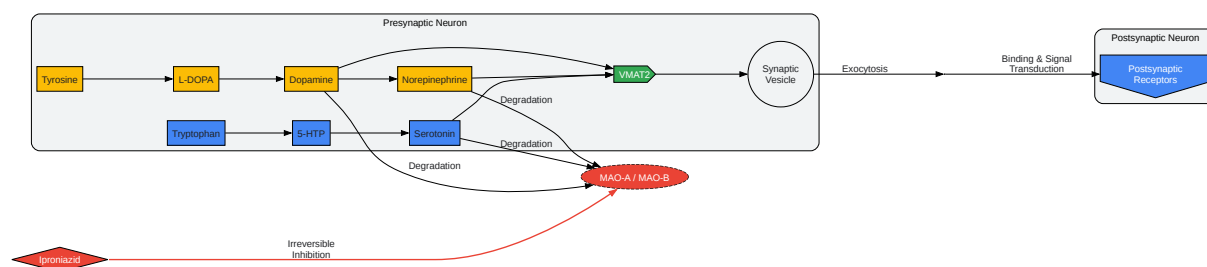 Presynaptic Neuron
Postsynaptic Neuron
Tyrosine
L-DOPA
Dopamine
Norepinephrine
VMAT2
Synaptic
Vesicle
Exocytosis
Binding & Signal
Transduction
Postsynaptic
Receptors
Degradation
Tryptophan
5-HTP
Serotonin
Degradation
Degradation
MAO-A / MAO-B
Irreversible
Inhibition
Iproniazid